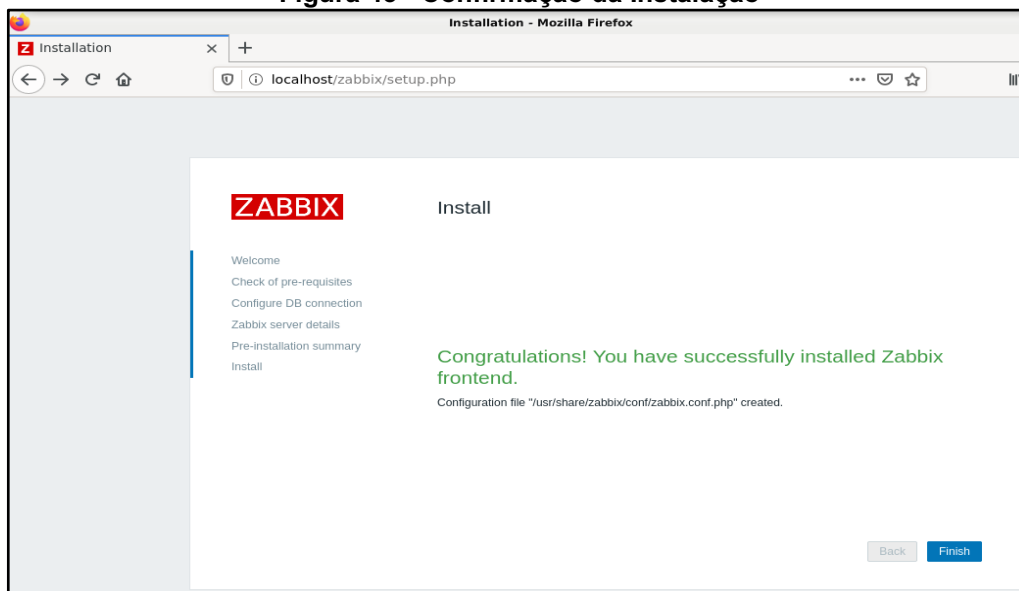 Installation - Mozilla Firefox
Z Installation × +
localhost/zabbix/setup.php
ZABBIX
Install
Welcome
Check of pre-requisites
Configure DB connection
Zabbix server details
Pre-installation summary
Install
Congratulations! You have successfully installed Zabbix
frontend.
Configuration file "/usr/share/zabbix/conf/zabbix.conf.php" created.
Back Finish